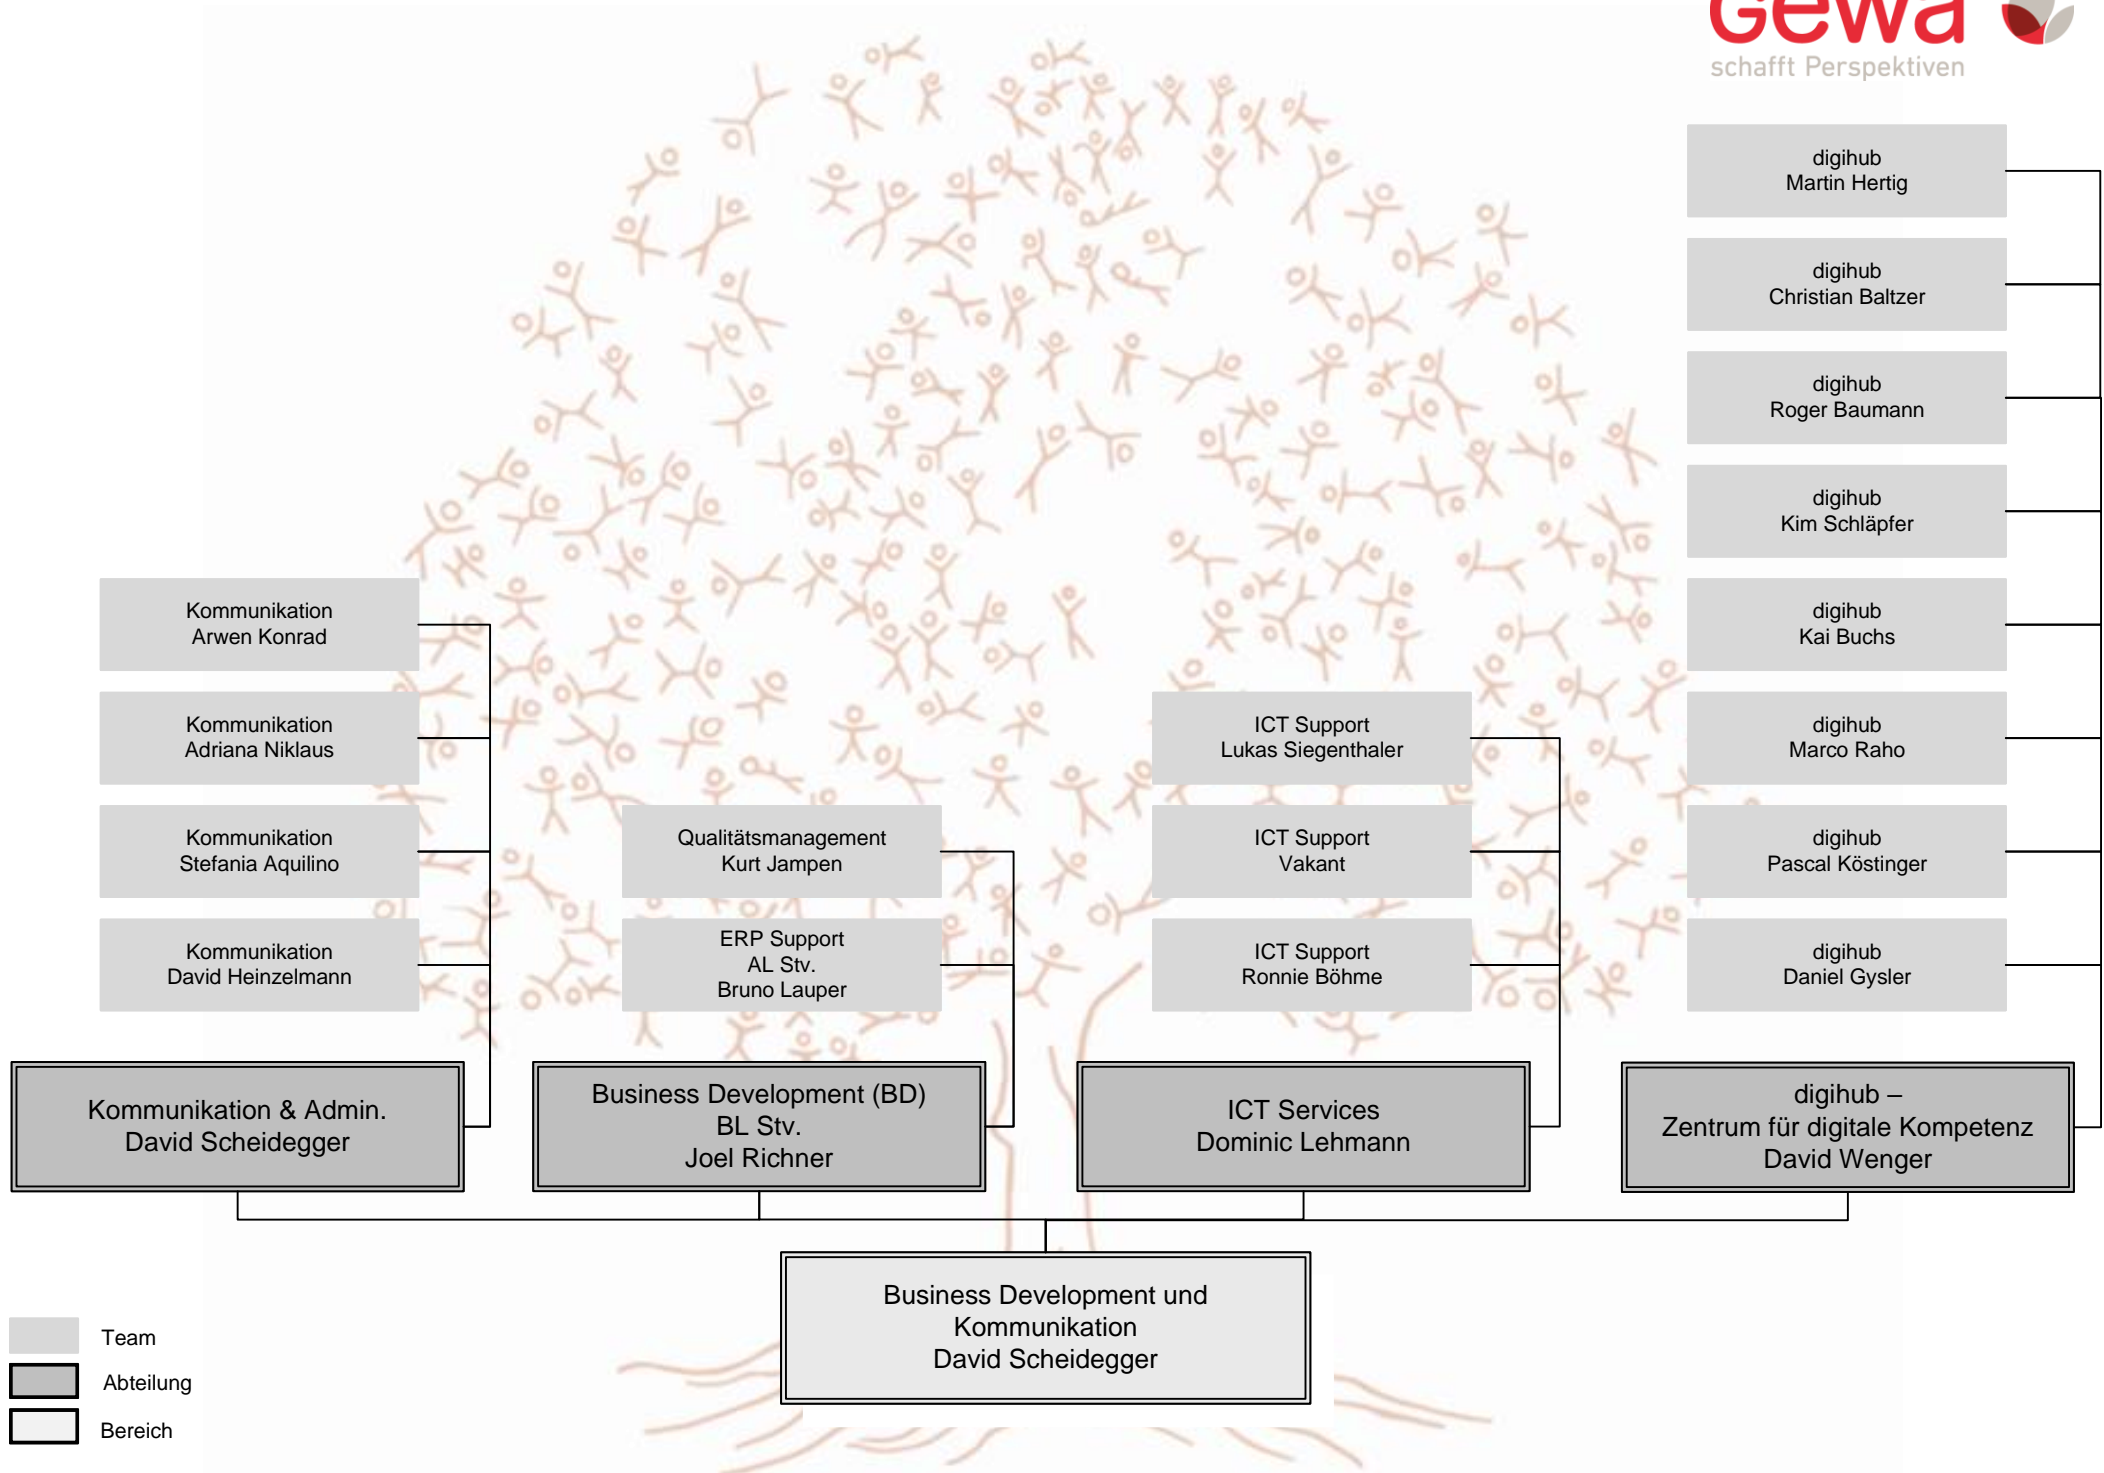 Gewa
schafft Perspektiven
digihub
Martin Hertig
digihub
Christian Baltzer
digihub
Roger Baumann
digihub
Kim Schläpfer
digihub
Kai Buchs
digihub
Marco Raho
digihub
Pascal Köstinger
digihub
Daniel Gysler
Kommunikation
Arwen Konrad
Kommunikation
Adriana Niklaus
Kommunikation
Stefania Aquilino
Kommunikation
David Heinzelmann
Qualitätsmanagement
Kurt Jampen
ERP Support
AL Stv.
Bruno Lauper
ICT Support
Lukas Siegenthaler
ICT Support
Vakant
ICT Support
Ronnie Böhme
Kommunikation & Admin.
David Scheidegger
Business Development (BD)
BL Stv.
Joel Richner
ICT Services
Dominic Lehmann
digihub –
Zentrum für digitale Kompetenz
David Wenger
Business Development und
Kommunikation
David Scheidegger
Team
Abteilung
Bereich